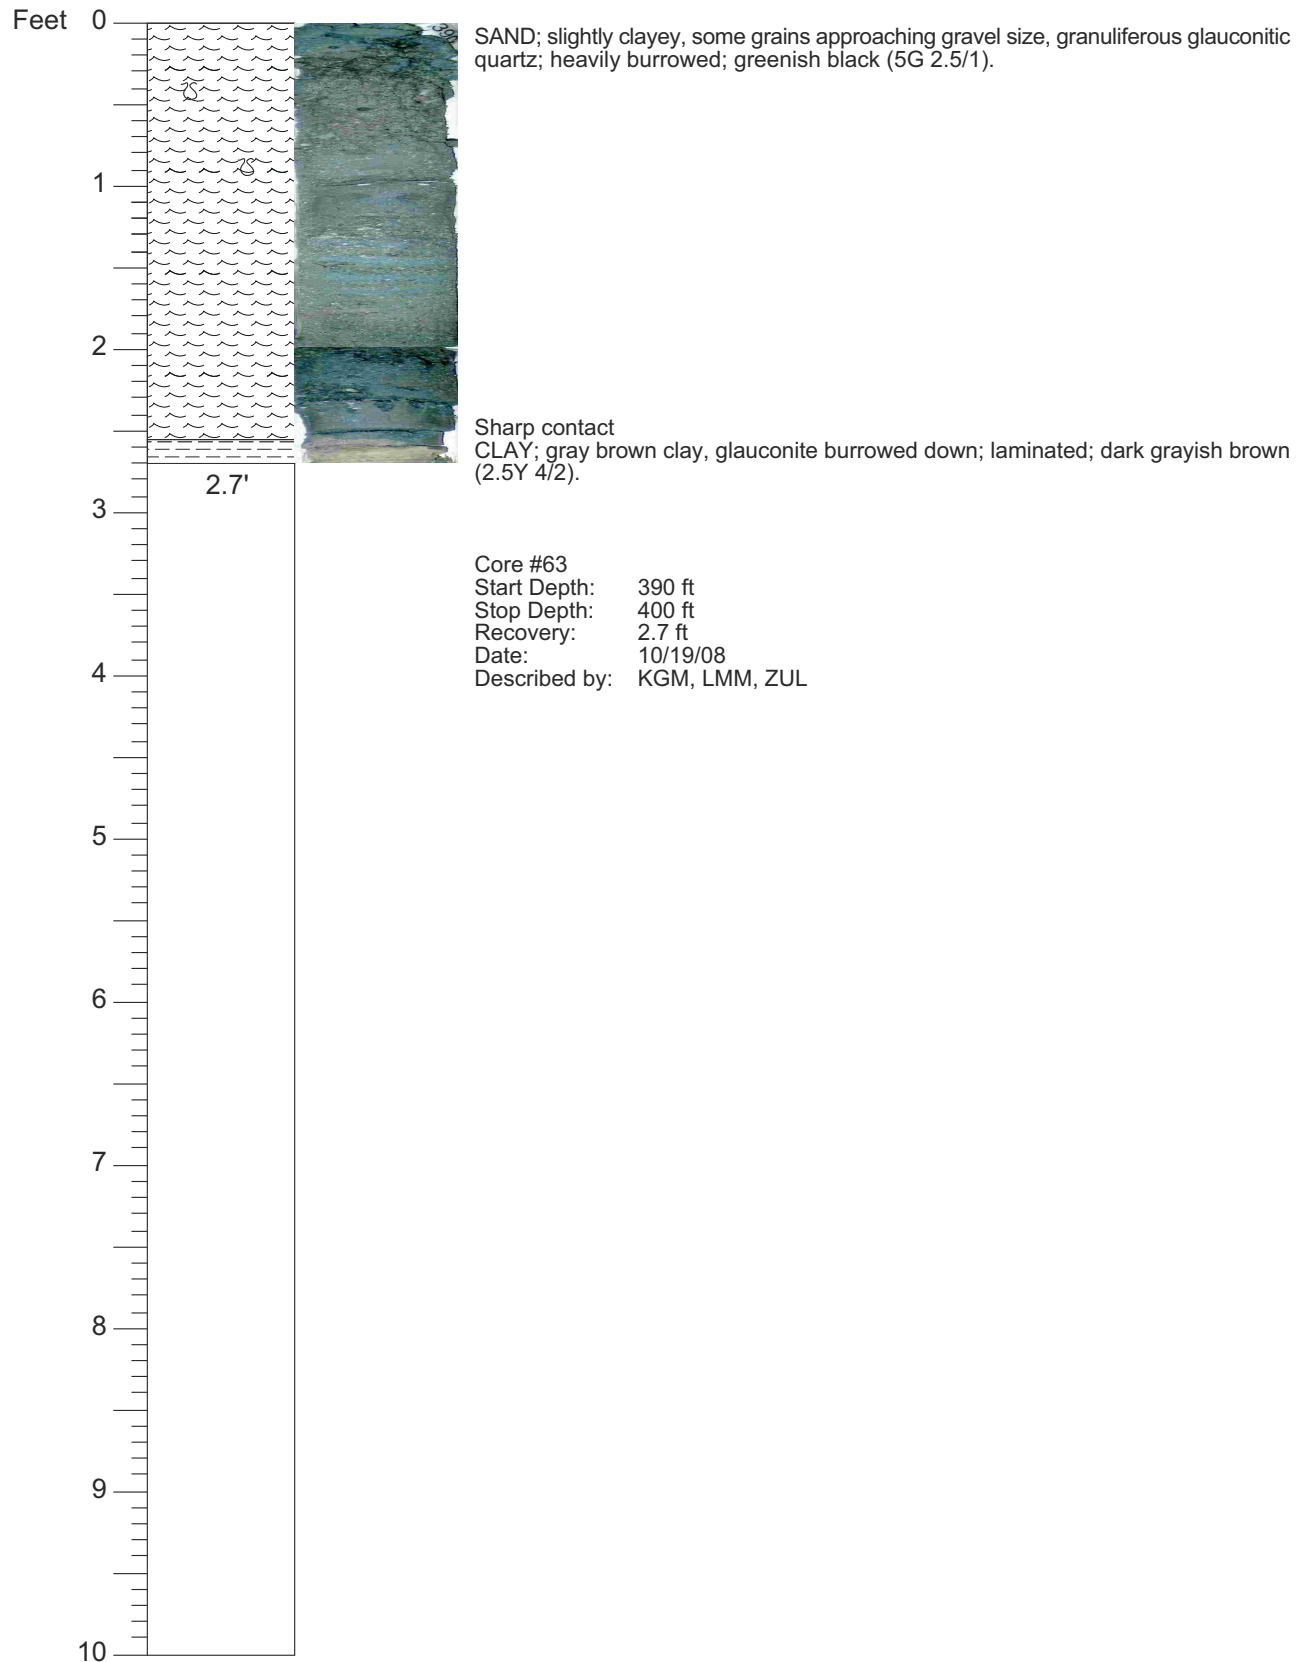 Feet
0
SAND; slightly clayey, some grains approaching gravel size, granuliferous glauconitic
quartz; heavily burrowed; greenish black (5G 2.5/1).
390
1
2
Sharp contact
CLAY; gray brown clay, glauconite burrowed down; laminated; dark grayish brown
(2.5Y 4/2).
2.7'
3
Core #63
Start Depth: 390 ft
Stop Depth: 400 ft
Recovery: 2.7 ft
Date: 10/19/08
Described by: KGM, LMM, ZUL
4
5
6
7
8
9
10